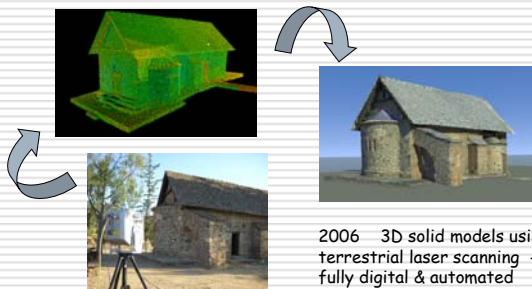 2006 3D solid models usi
terrestrial laser scanning -
fully digital & automated